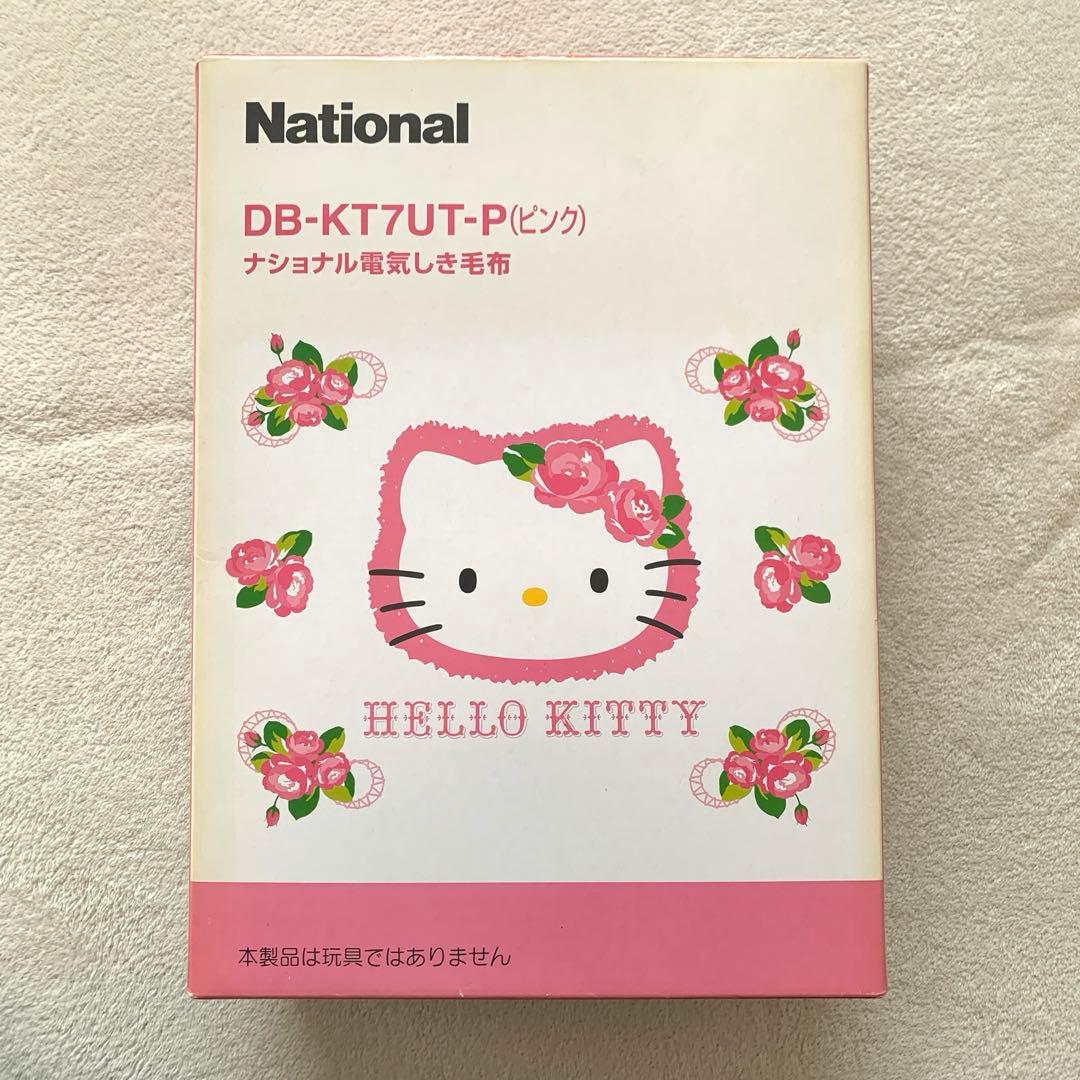 National
DB-KT7UT-P(ピンク)
ナショナル電気しき毛布
HELLO KITTY
本製品は玩具ではありません